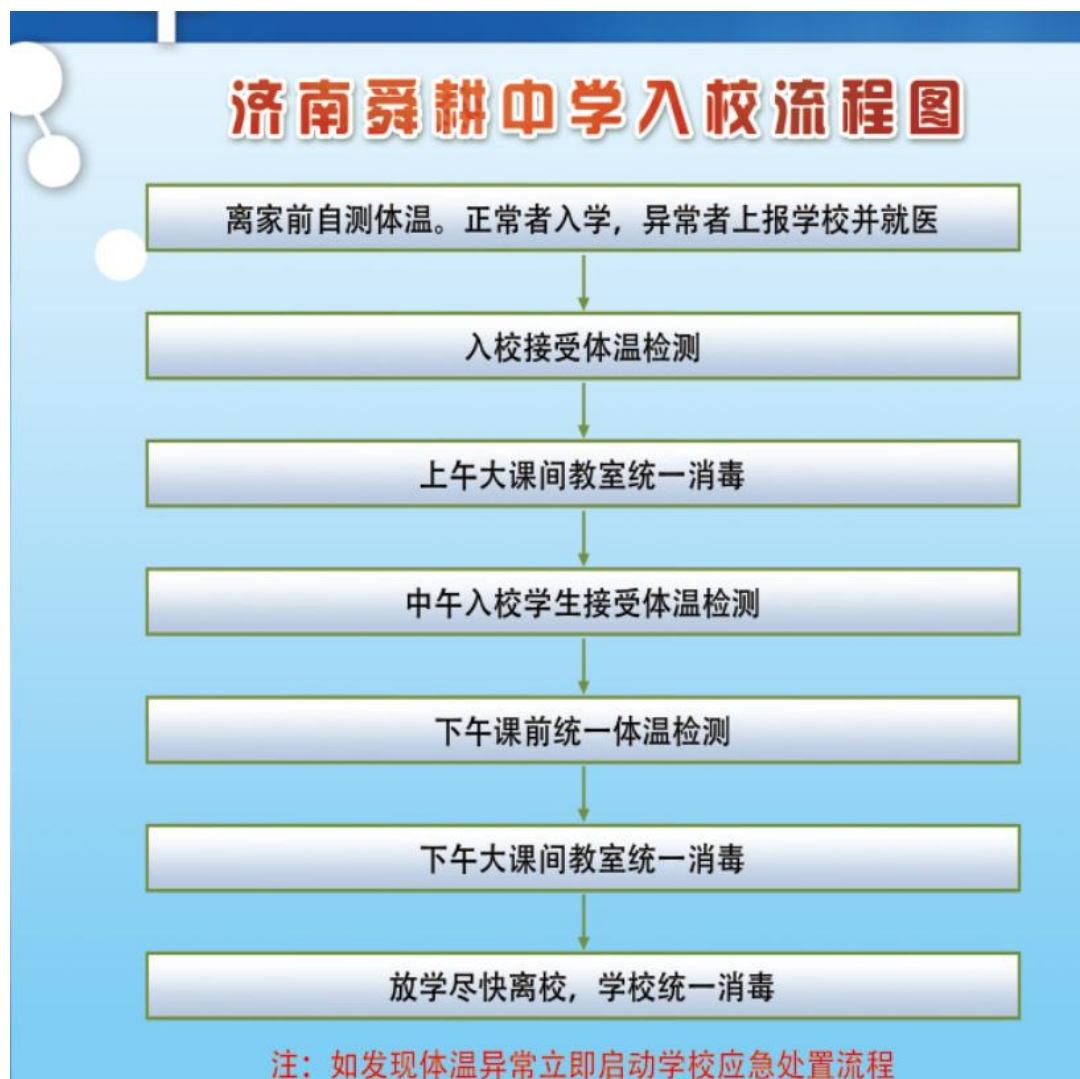 济南舜耕中学入校流程图
离家前自测体温。正常者入学，异常者上报学校并就医
入校接受体温检测
上午大课间教室统一消毒
中午入校学生接受体温检测
下午课前统一体温检测
下午大课间教室统一消毒
放学尽快离校，学校统一消毒
注：如发现体温异常立即启动学校应急处置流程